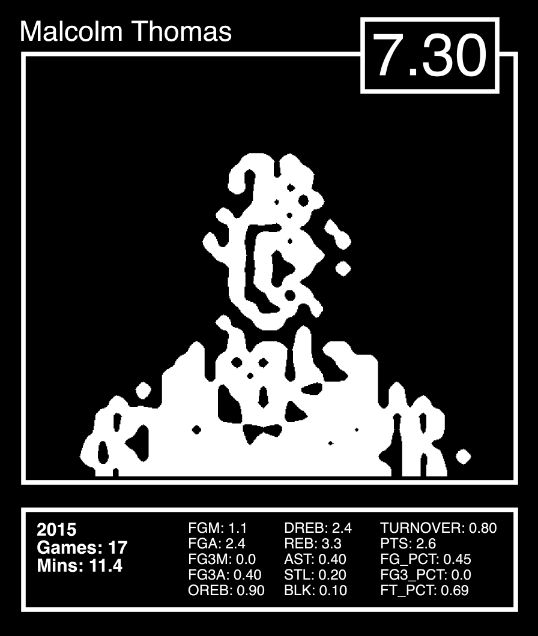 Malcolm Thomas
7.30
2015
Games: 17
Mins: 11.4
FGM: 1.1
FGA: 2.4
FG3M: 0.0
FG3A: 0.40
OREB: 0.90
DREB: 2.4
REB: 3.3
AST: 0.40
STL: 0.20
BLK: 0.10
TURNOVER: 0.80
PTS: 2.6
FG_PCT: 0.45
FG3_PCT: 0.0
FT_PCT: 0.69